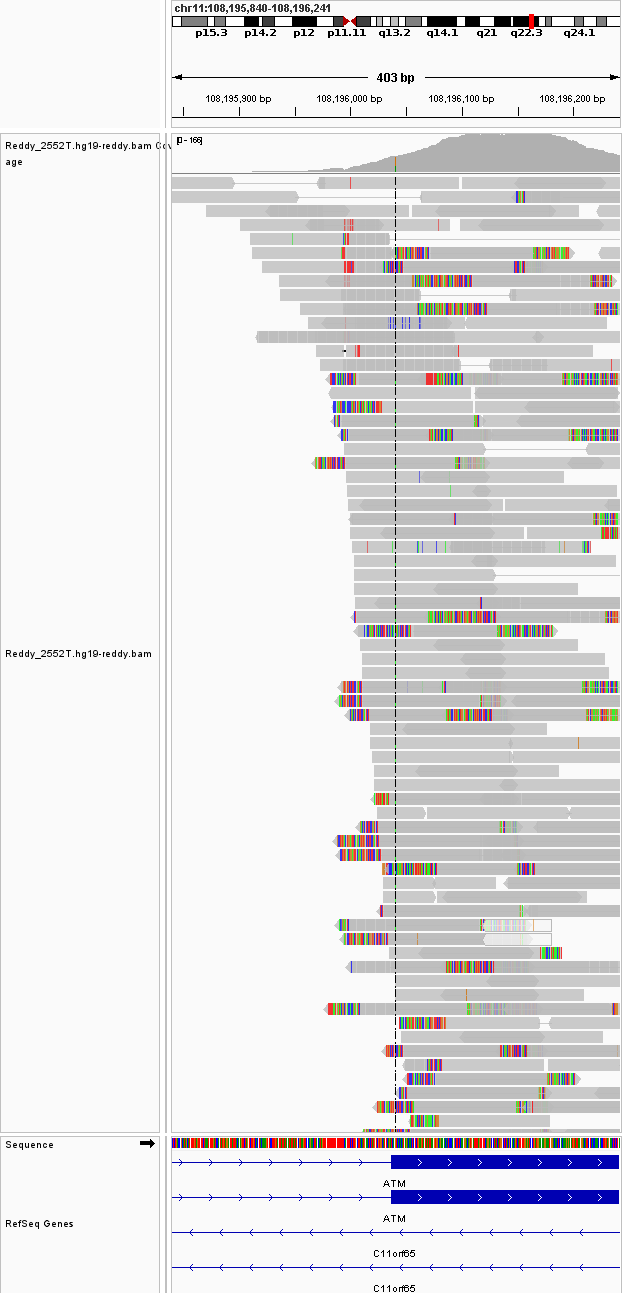 chr11:108,195,840-108,196,241
p15.3 p14.2 p12 p11.11 q13.2 q14.1 q21 q22.3 q24.1
403 bp
108,195,900 bp 108,196,000 bp 108,196,100 bp 108,196,200 bp
[0 - 166]
Reddy_2552T.hg19-reddy.bam Cov
age
Reddy_2552T.hg19-reddy.bam
Sequence
ATM
ATM
RefSeq Genes
C11orf65
C11orf65